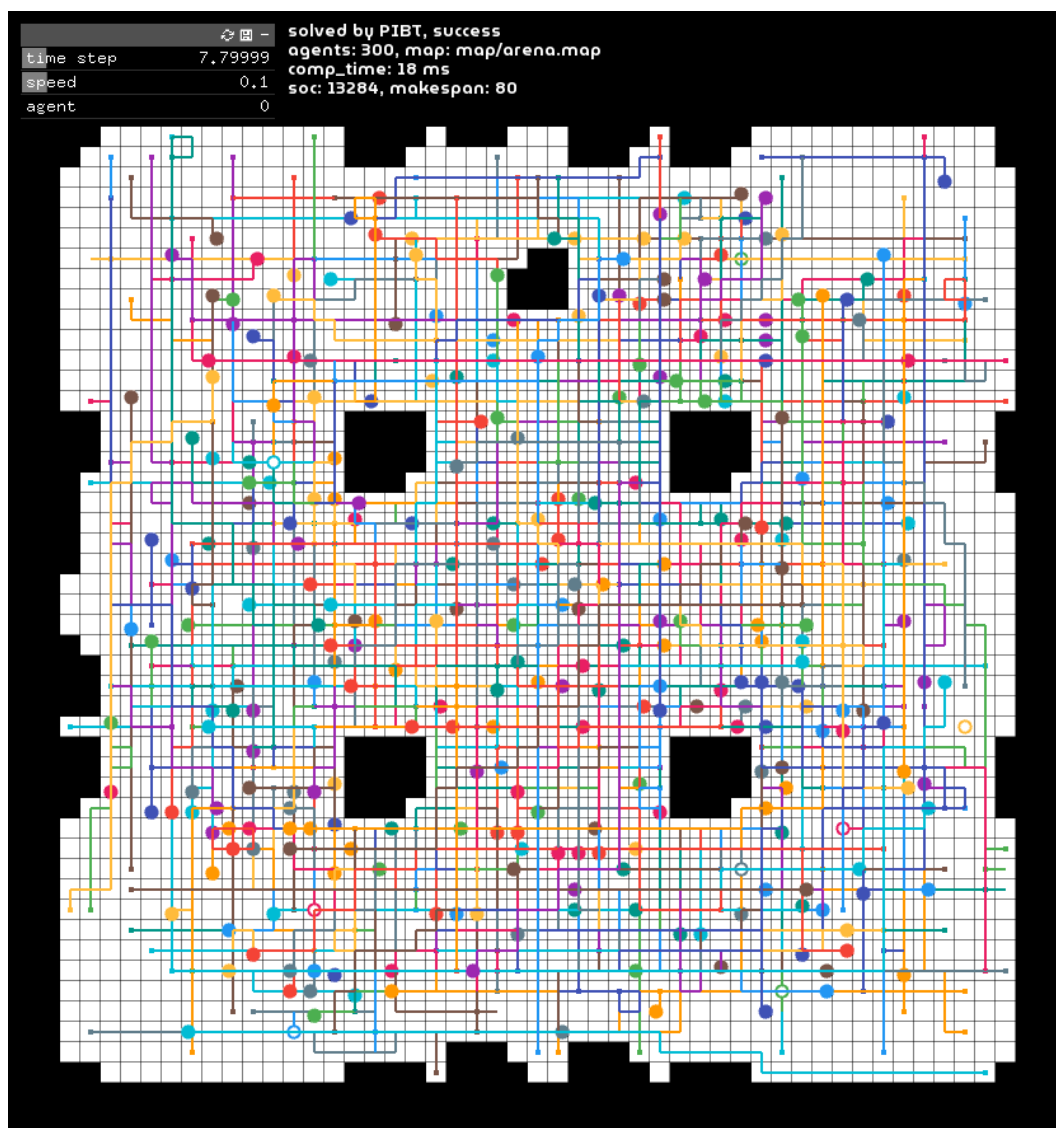 time step 7.79999
speed 0.1
agent 0
solved by PIBT, success
agents: 300, map: map/arena.map
comp_time: 18 ms
soc: 13284, makespan: 80